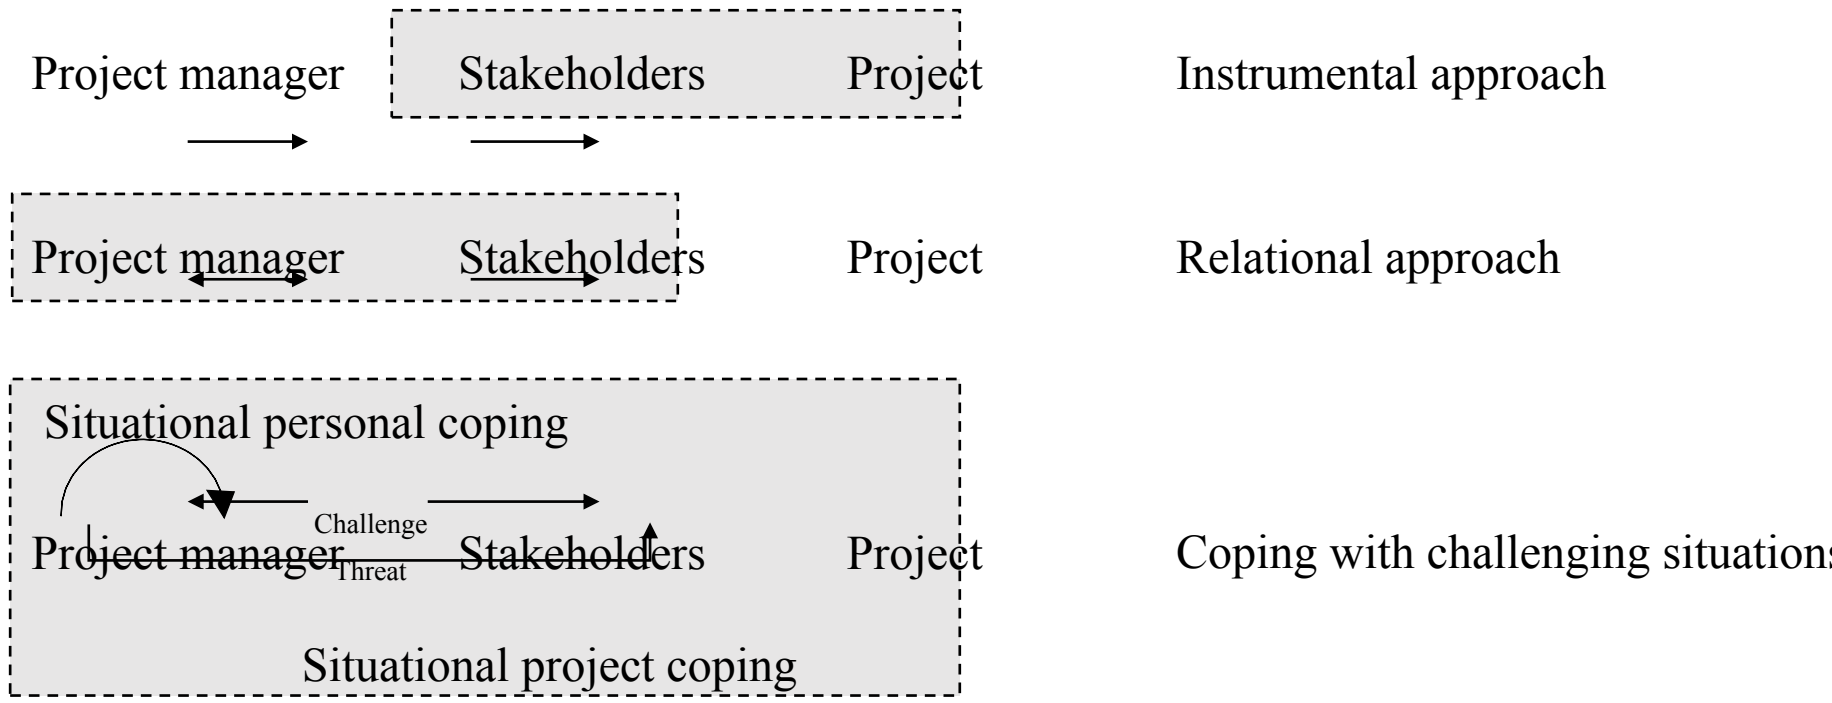 Project manager Stakeholders Project Instrumental approach
Project manager Stakeholders Project Relational approach
Situational personal coping
Challenge
Project manager Stakeholders Project Coping with challenging situations
Threat
Situational project coping